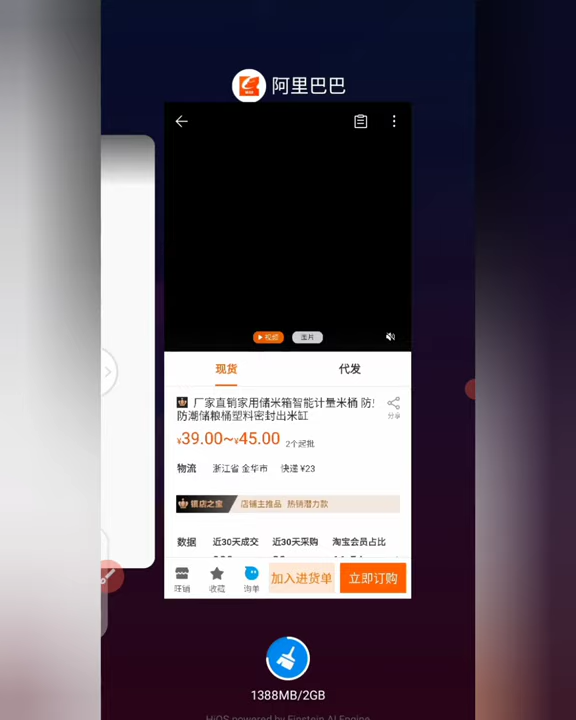 阿里巴巴
视频 图片
现货 代发
厂家直销家用储米箱智能计量米桶 防
防潮储粮桶塑料密封出米缸
分享
¥39.00~¥45.00 2个起批
物流 浙江省 金华市 快递 ¥23
镇店之宝 店铺主推品 热销潜力款
数据 近30天成交 近30天采购 淘宝会员占比
旺铺 收藏 询单 加入进货单 立即订购
1388MB/2GB
HiOS powered by Einstein AI Engine